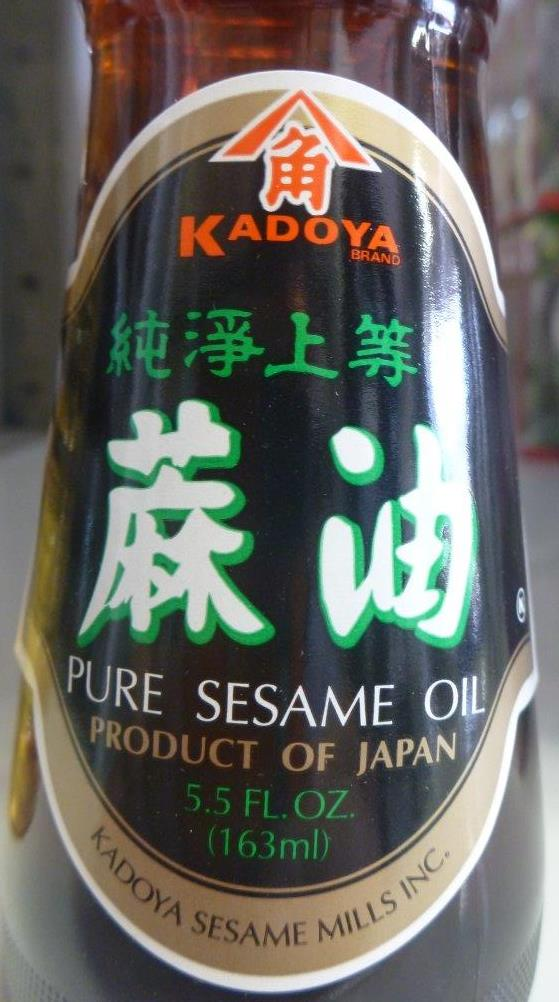 角
KADOYA
BRAND
純淨上等
蔴油
PURE SESAME OIL
PRODUCT OF JAPAN
5.5 FL. OZ.
(163ml)
KADOYA SESAME MILLS INC.
K